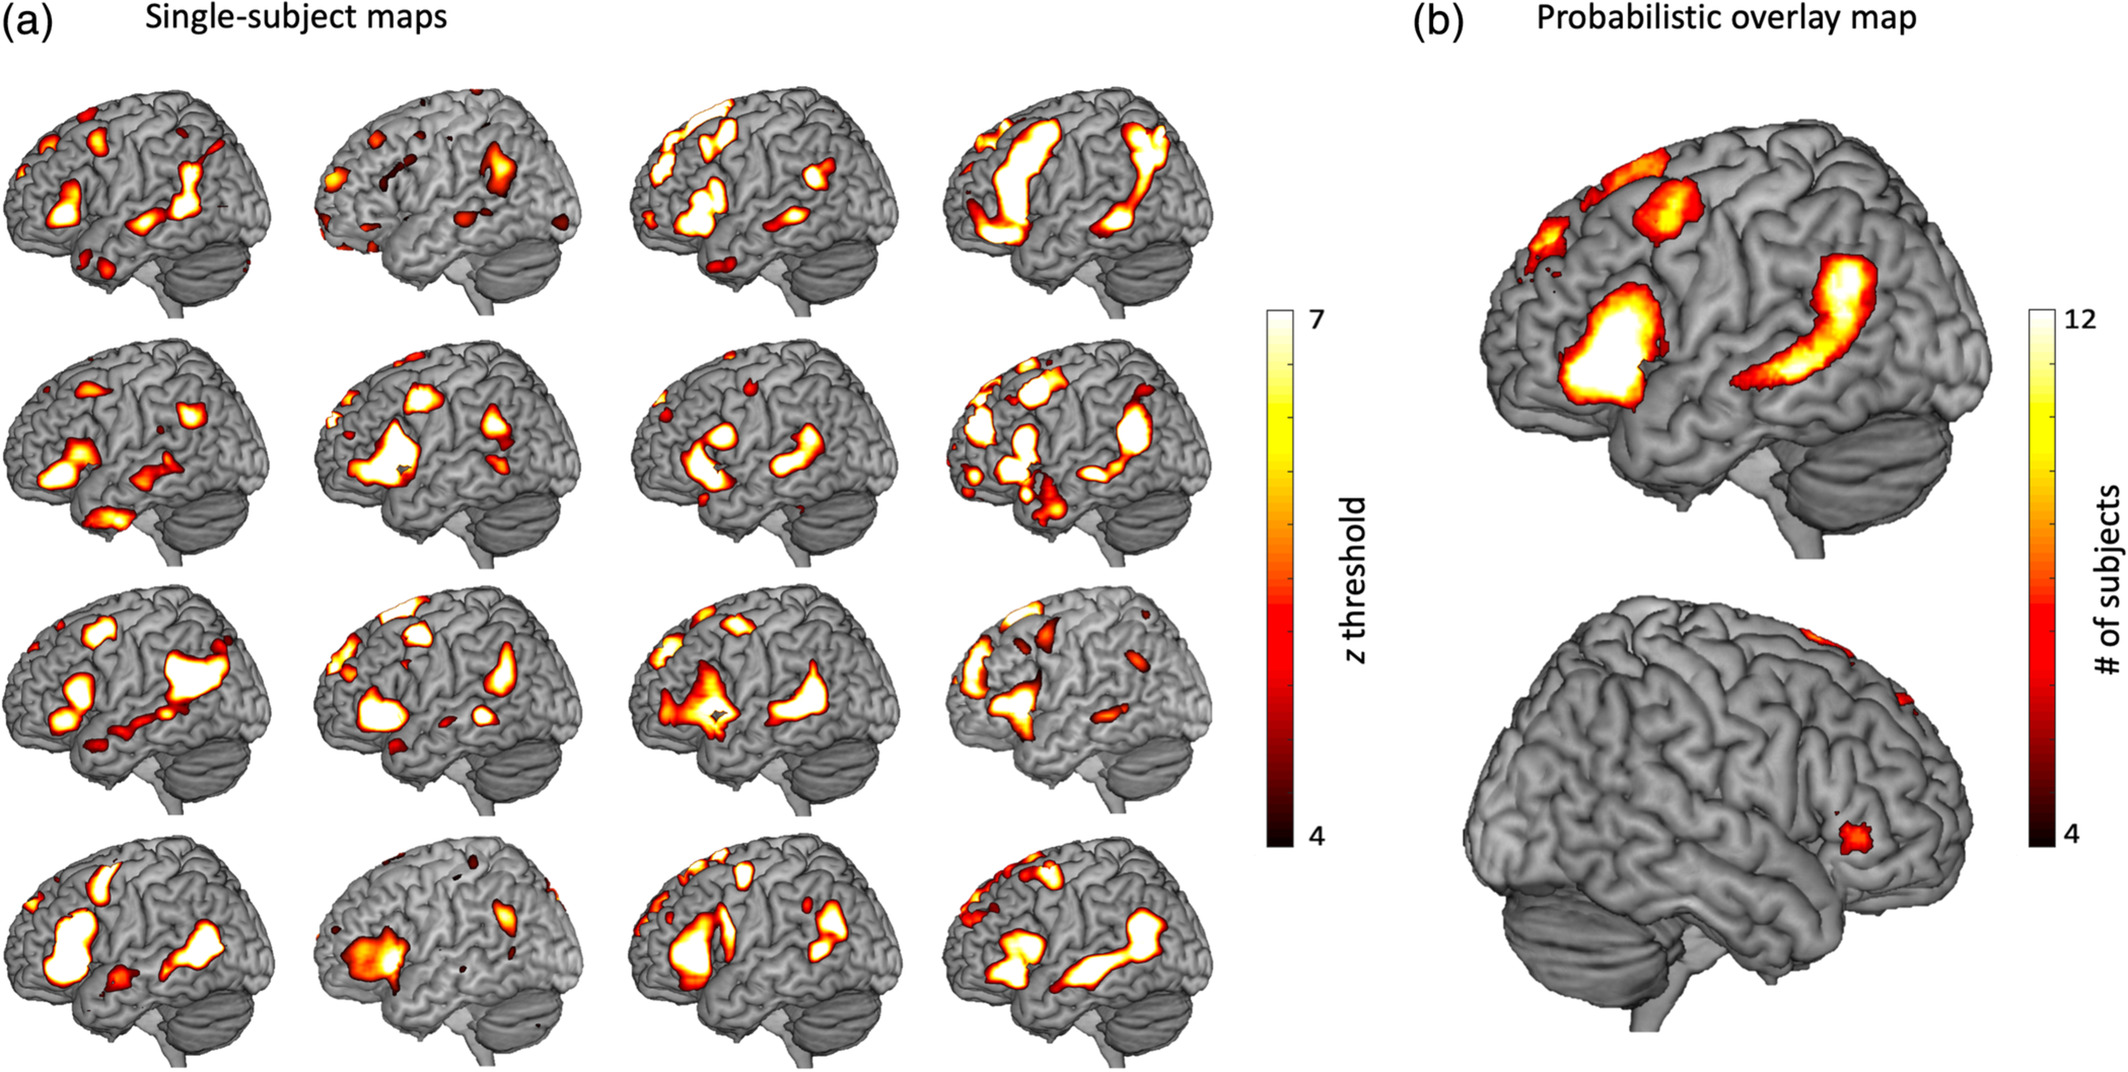 (a) Single-subject maps
7
z threshold
4
(b) Probabilistic overlay map
12
# of subjects
4